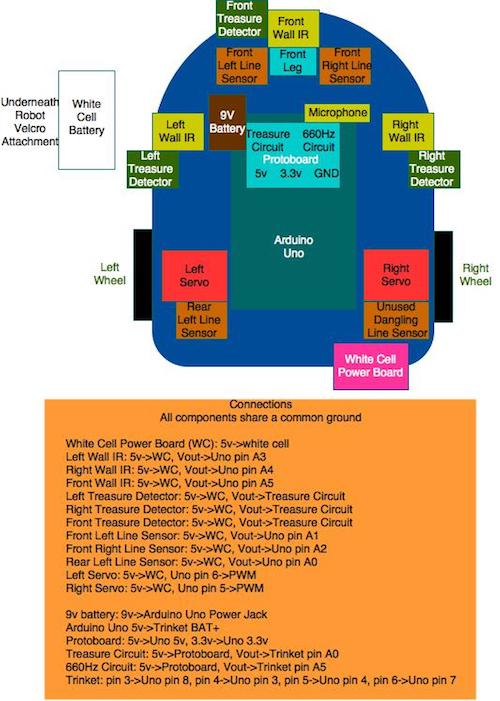 Front
Treasure
Detector
Front
Wall IR
Front
Left Line
Sensor
Front
Leg
Front
Right Line
Sensor
Underneath
Robot
Velcro
Attachment
White
Cell
Battery
9V
Battery
Microphone
Left
Wall IR
Right
Wall IR
Treasure 660Hz
Circuit Circuit
Protoboard
5v 3.3v GND
Left
Treasure
Detector
Right
Treasure
Detector
Arduino
Uno
Left
Wheel
Left
Servo
Right
Servo
Right
Wheel
Rear
Left Line
Sensor
Unused
Dangling
Line Sensor
White Cell
Power Board
Connections
All components share a common ground
White Cell Power Board (WC): 5v->white cell
Left Wall IR: 5v->WC, Vout->Uno pin A3
Right Wall IR: 5v->WC, Vout->Uno pin A4
Front Wall IR: 5v->WC, Vout->Uno pin A5
Left Treasure Detector: 5v->WC, Vout->Treasure Circuit
Right Treasure Detector: 5v->WC, Vout->Treasure Circuit
Front Treasure Detector: 5v->WC, Vout->Treasure Circuit
Front Left Line Sensor: 5v->WC, Vout->Uno pin A1
Front Right Line Sensor: 5v->WC, Vout->Uno pin A2
Rear Left Line Sensor: 5v->WC, Vout->Uno pin A0
Left Servo: 5v->WC, Uno pin 6->PWM
Right Servo: 5v->WC, Uno pin 5->PWM
9v battery: 9v->Arduino Uno Power Jack
Arduino Uno 5v->Trinket BAT+
Protoboard: 5v->Uno 5v, 3.3v->Uno 3.3v
Treasure Circuit: 5v->Protoboard, Vout->Trinket pin A0
660Hz Circuit: 5v->Protoboard, Vout->Trinket pin A5
Trinket: pin 3->Uno pin 8, pin 4->Uno pin 3, pin 5->Uno pin 4, pin 6->Uno pin 7